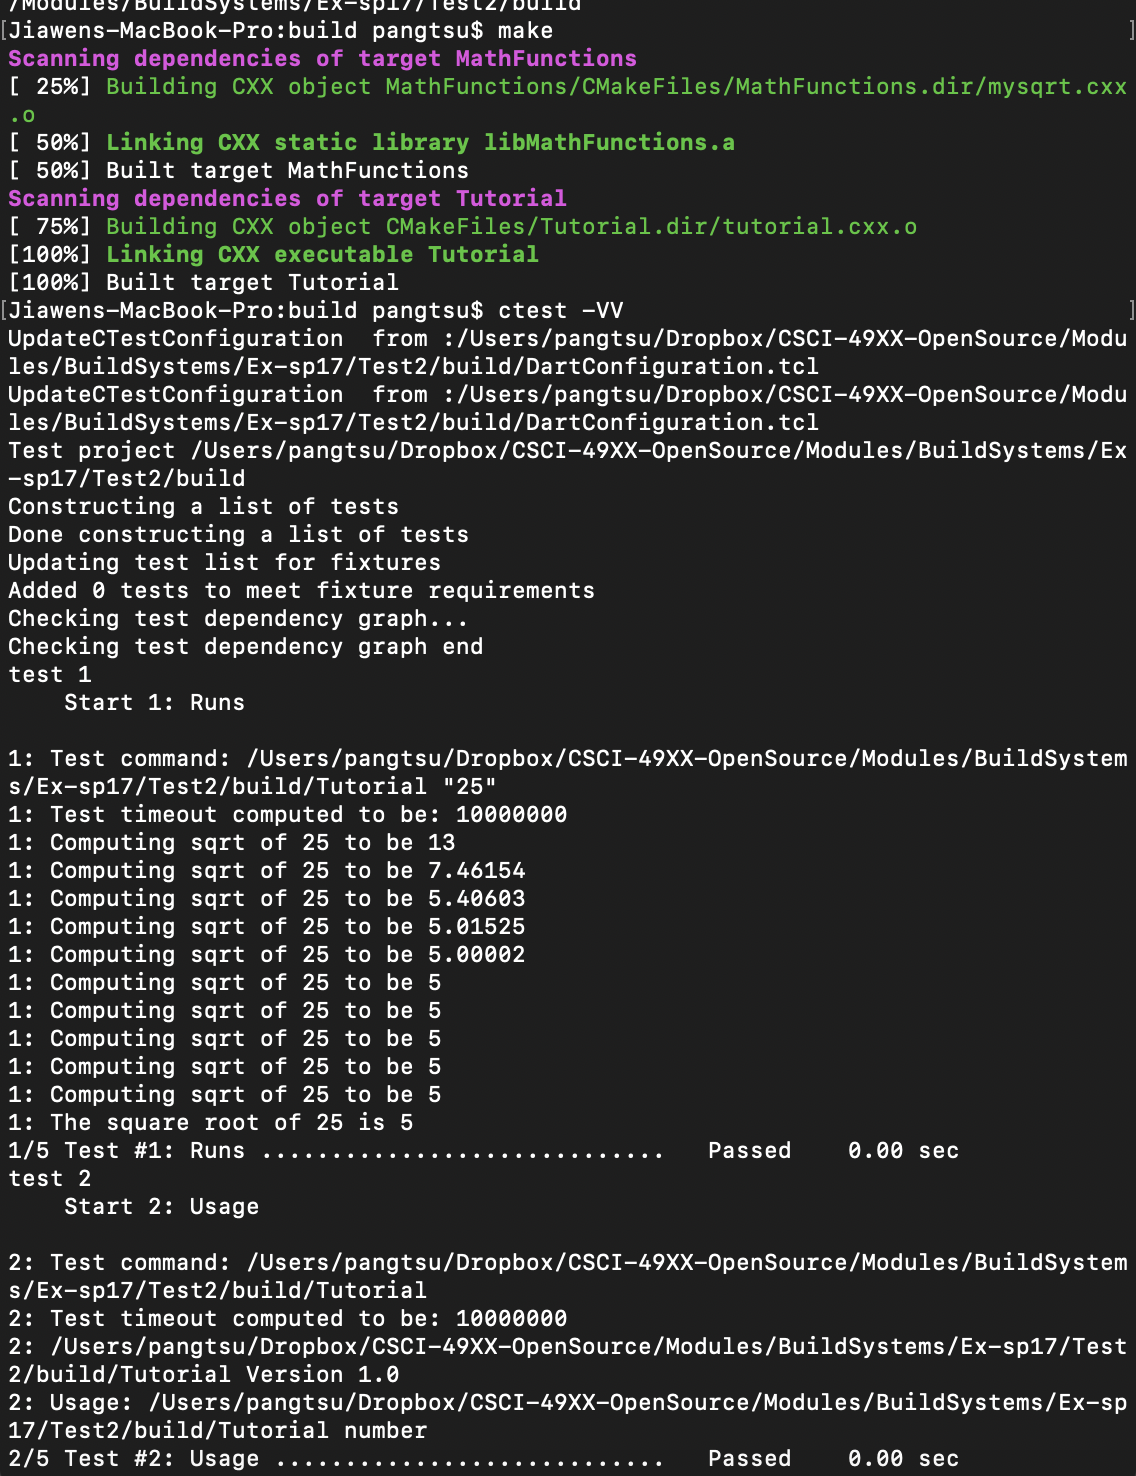 /Modules/BuildSystems/Ex-sp17/Test2/build
[Jiawens-MacBook-Pro:build pangtsu$ make ]
Scanning dependencies of target MathFunctions
[ 25%] Building CXX object MathFunctions/CMakeFiles/MathFunctions.dir/mysqrt.cxx
.o
[ 50%] Linking CXX static library libMathFunctions.a
[ 50%] Built target MathFunctions
Scanning dependencies of target Tutorial
[ 75%] Building CXX object CMakeFiles/Tutorial.dir/tutorial.cxx.o
[100%] Linking CXX executable Tutorial
[100%] Built target Tutorial
[Jiawens-MacBook-Pro:build pangtsu$ ctest -VV ]
UpdateCTestConfiguration  from :/Users/pangtsu/Dropbox/CSCI-49XX-OpenSource/Modu
les/BuildSystems/Ex-sp17/Test2/build/DartConfiguration.tcl
UpdateCTestConfiguration  from :/Users/pangtsu/Dropbox/CSCI-49XX-OpenSource/Modu
les/BuildSystems/Ex-sp17/Test2/build/DartConfiguration.tcl
Test project /Users/pangtsu/Dropbox/CSCI-49XX-OpenSource/Modules/BuildSystems/Ex
-sp17/Test2/build
Constructing a list of tests
Done constructing a list of tests
Updating test list for fixtures
Added 0 tests to meet fixture requirements
Checking test dependency graph...
Checking test dependency graph end
test 1
    Start 1: Runs

1: Test command: /Users/pangtsu/Dropbox/CSCI-49XX-OpenSource/Modules/BuildSystem
s/Ex-sp17/Test2/build/Tutorial "25"
1: Test timeout computed to be: 10000000
1: Computing sqrt of 25 to be 13
1: Computing sqrt of 25 to be 7.46154
1: Computing sqrt of 25 to be 5.40603
1: Computing sqrt of 25 to be 5.01525
1: Computing sqrt of 25 to be 5.00002
1: Computing sqrt of 25 to be 5
1: Computing sqrt of 25 to be 5
1: Computing sqrt of 25 to be 5
1: Computing sqrt of 25 to be 5
1: Computing sqrt of 25 to be 5
1: The square root of 25 is 5
1/5 Test #1: Runs .............................   Passed    0.00 sec
test 2
    Start 2: Usage

2: Test command: /Users/pangtsu/Dropbox/CSCI-49XX-OpenSource/Modules/BuildSystem
s/Ex-sp17/Test2/build/Tutorial
2: Test timeout computed to be: 10000000
2: /Users/pangtsu/Dropbox/CSCI-49XX-OpenSource/Modules/BuildSystems/Ex-sp17/Test
2/build/Tutorial Version 1.0
2: Usage: /Users/pangtsu/Dropbox/CSCI-49XX-OpenSource/Modules/BuildSystems/Ex-sp
17/Test2/build/Tutorial number
2/5 Test #2: Usage ............................   Passed    0.00 sec